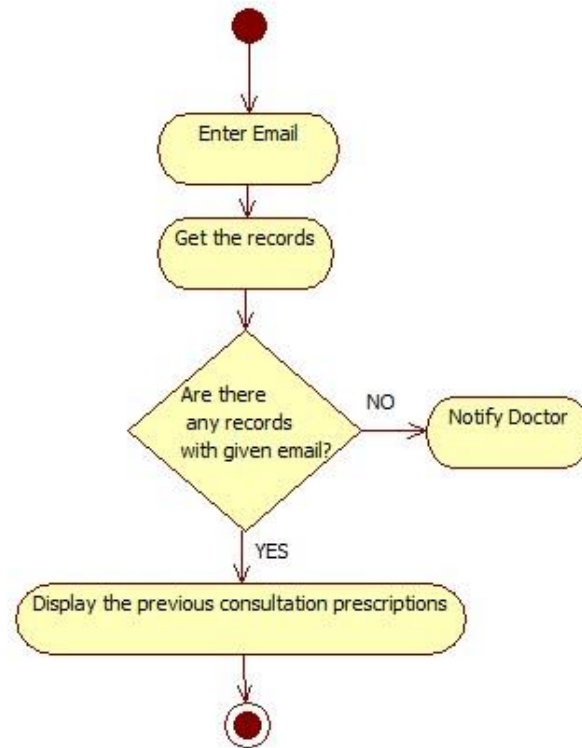 Enter Email
Get the records
Are there
any records
with given email?
NO
Notify Doctor
YES
Display the previous consultation prescriptions